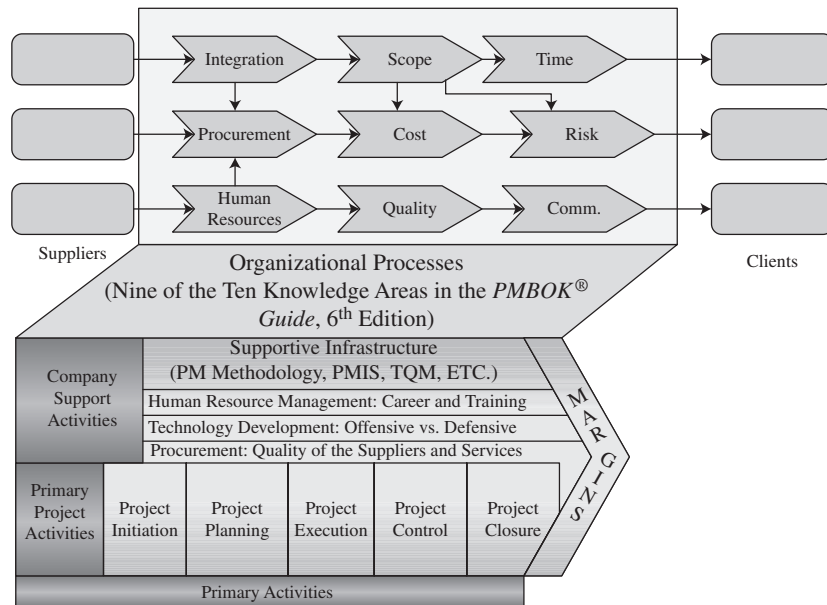 Integration
Scope
Time
Procurement
Cost
Risk
Human
Resources
Quality
Comm.
Suppliers
Clients
Organizational Processes
(Nine of the Ten Knowledge Areas in the PMBOK®
Guide, 6th Edition)
Company
Support
Activities
Supportive Infrastructure
(PM Methodology, PMIS, TQM, ETC.)
Human Resource Management: Career and Training
Technology Development: Offensive vs. Defensive
Procurement: Quality of the Suppliers and Services
MARGINS
Primary
Project
Activities
Project
Initiation
Project
Planning
Project
Execution
Project
Control
Project
Closure
Primary Activities